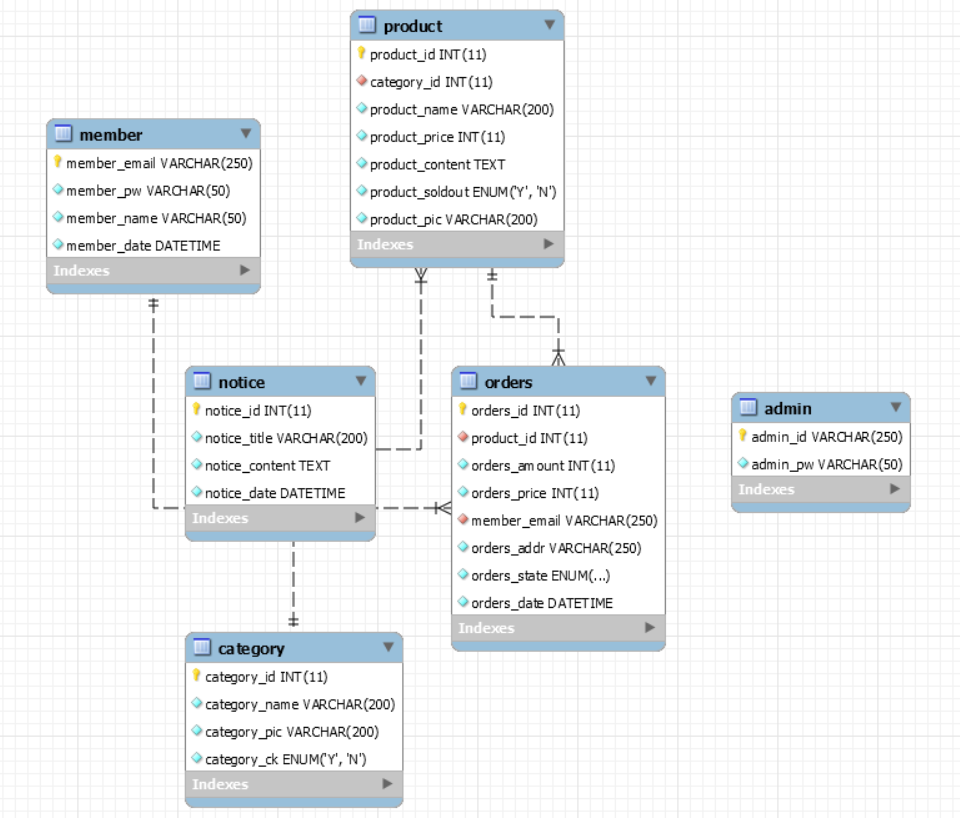 product
product_id INT(11)
category_id INT(11)
product_name VARCHAR(200)
product_price INT(11)
product_content TEXT
product_soldout ENUM('Y', 'N')
product_pic VARCHAR(200)
Indexes
member
member_email VARCHAR(250)
member_pw VARCHAR(50)
member_name VARCHAR(50)
member_date DATETIME
Indexes
notice
notice_id INT(11)
notice_title VARCHAR(200)
notice_content TEXT
notice_date DATETIME
Indexes
orders
orders_id INT(11)
product_id INT(11)
orders_amount INT(11)
orders_price INT(11)
member_email VARCHAR(250)
orders_addr VARCHAR(250)
orders_state ENUM(...)
orders_date DATETIME
Indexes
admin
admin_id VARCHAR(250)
admin_pw VARCHAR(50)
Indexes
category
category_id INT(11)
category_name VARCHAR(200)
category_pic VARCHAR(200)
category_ck ENUM('Y', 'N')
Indexes